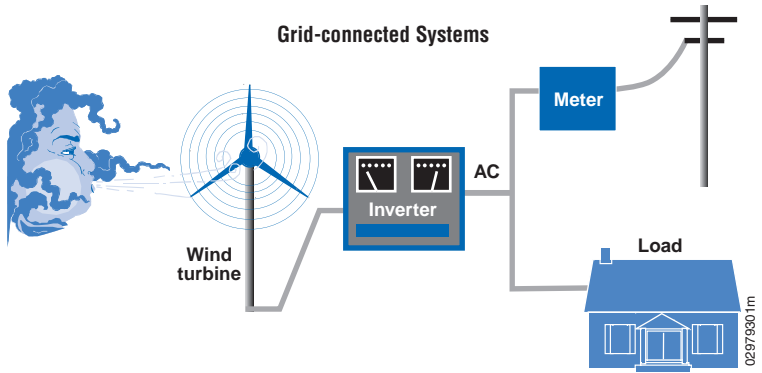 Grid-connected Systems
Meter
AC
Inverter
Wind
turbine
Load
02979301m